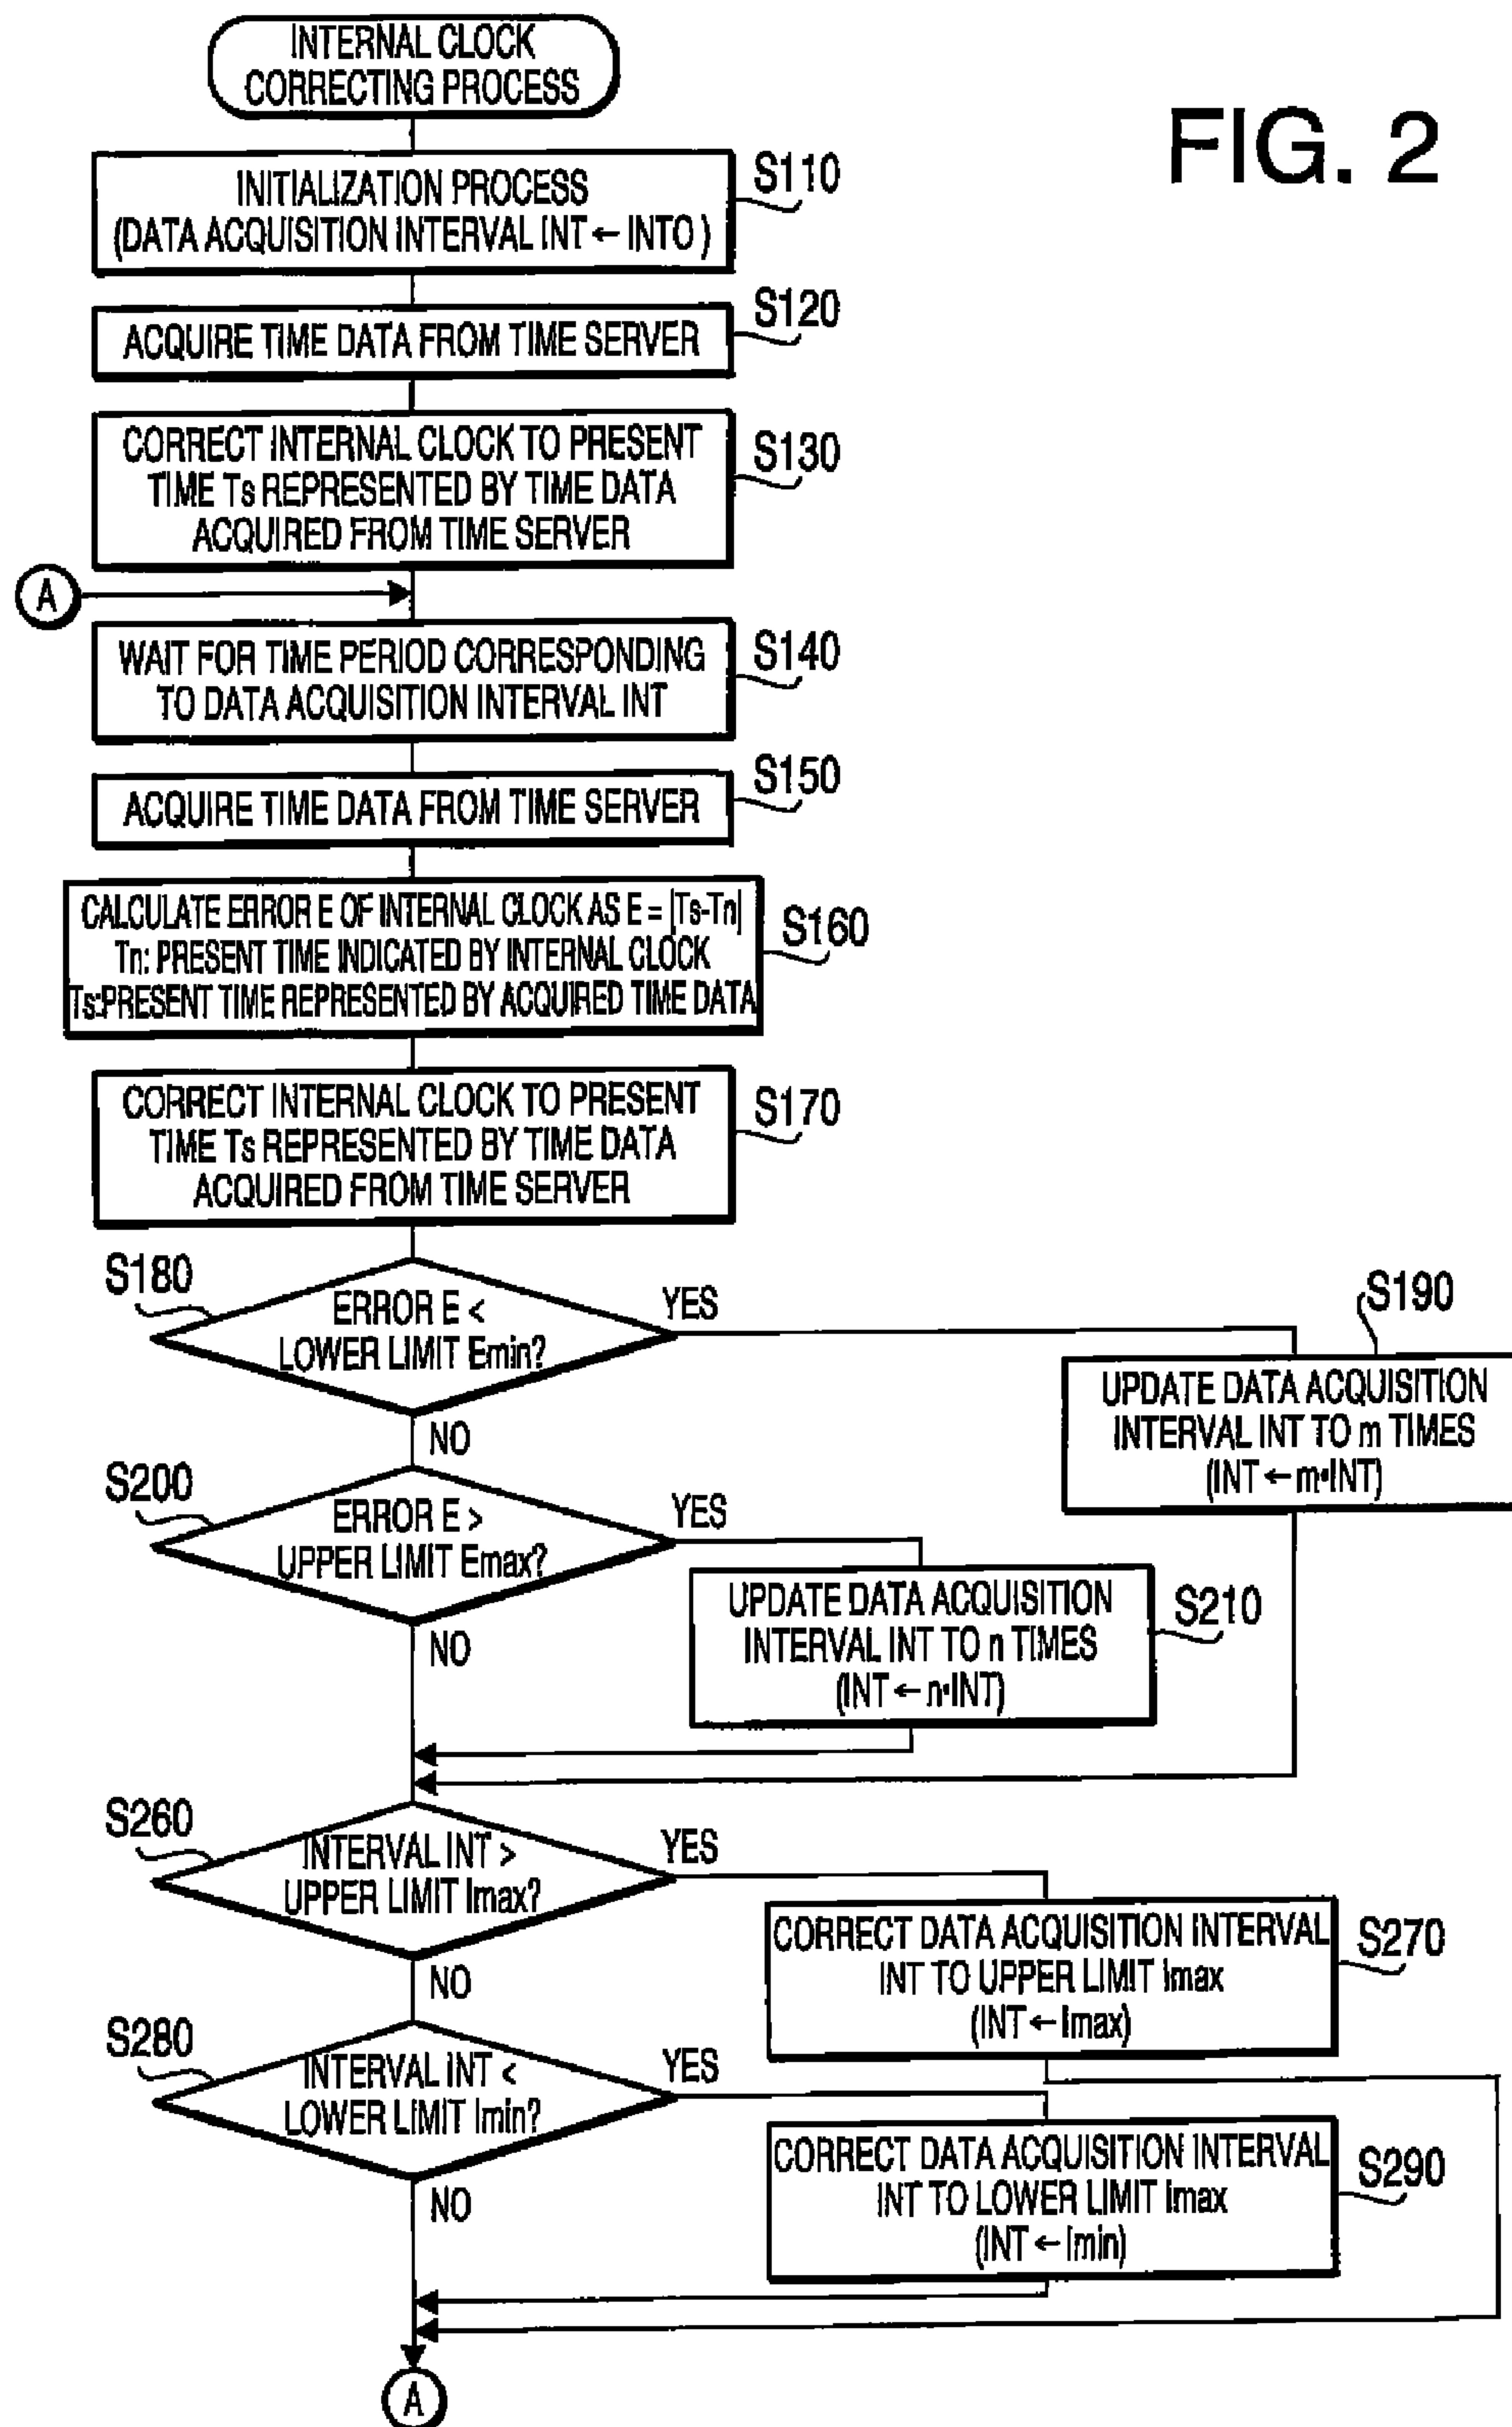 INTERNAL CLOCK
CORRECTING PROCESS
FIG. 2
INITIALIZATION PROCESS
(DATA ACQUISITION INTERVAL INT ← INTO )
S110
ACQUIRE TIME DATA FROM TIME SERVER
S120
CORRECT INTERNAL CLOCK TO PRESENT
TIME Ts REPRESENTED BY TIME DATA
ACQUIRED FROM TIME SERVER
S130
A
WAIT FOR TIME PERIOD CORRESPONDING
TO DATA ACQUISITION INTERVAL INT
S140
ACQUIRE TIME DATA FROM TIME SERVER
S150
CALCULATE ERROR E OF INTERNAL CLOCK AS E = |Ts-Tn|
Tn: PRESENT TIME INDICATED BY INTERNAL CLOCK
Ts:PRESENT TIME REPRESENTED BY ACQUIRED TIME DATA
S160
CORRECT INTERNAL CLOCK TO PRESENT
TIME Ts REPRESENTED BY TIME DATA
ACQUIRED FROM TIME SERVER
S170
S180
ERROR E <
LOWER LIMIT Emin?
YES
NO
S190
UPDATE DATA ACQUISITION
INTERVAL INT TO m TIMES
(INT ← m·INT)
S200
ERROR E >
UPPER LIMIT Emax?
YES
NO
UPDATE DATA ACQUISITION
INTERVAL INT TO n TIMES
(INT ← n·INT)
S210
S260
INTERVAL INT >
UPPER LIMIT Imax?
YES
NO
CORRECT DATA ACQUISITION INTERVAL
INT TO UPPER LIMIT Imax
(INT ← Imax)
S270
S280
INTERVAL INT <
LOWER LIMIT Imin?
YES
NO
CORRECT DATA ACQUISITION INTERVAL
INT TO LOWER LIMIT Imax
(INT ← Imin)
S290
A